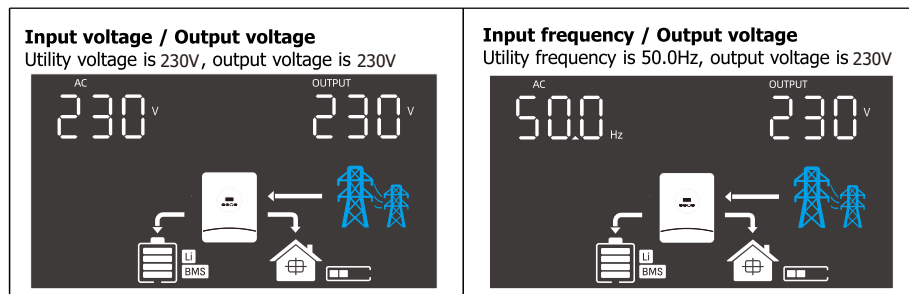 Input voltage / Output voltage
Utility voltage is 230V, output voltage is 230V
AC OUTPUT
230 V 230 V
Li
BMS
Input frequency / Output voltage
Utility frequency is 50.0Hz, output voltage is 230V
AC OUTPUT
50.0 Hz 230 V
Li
BMS